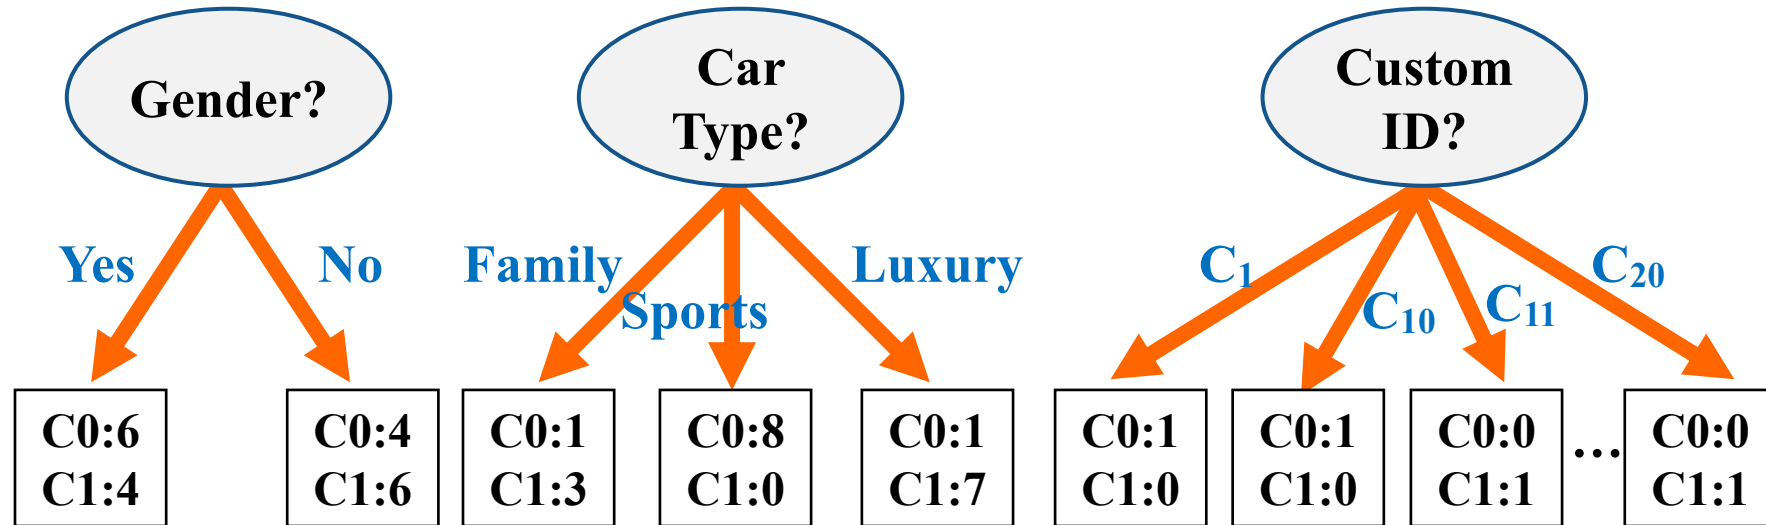 Gender?
Car
Type?
Custom
ID?
Yes
No
Family
Sports
Luxury
C₁
C₁₀
C₁₁
C₂₀
C0:6
C1:4
C0:4
C1:6
C0:1
C1:3
C0:8
C1:0
C0:1
C1:7
C0:1
C1:0
C0:1
C1:0
C0:0
C1:1
...
C0:0
C1:1